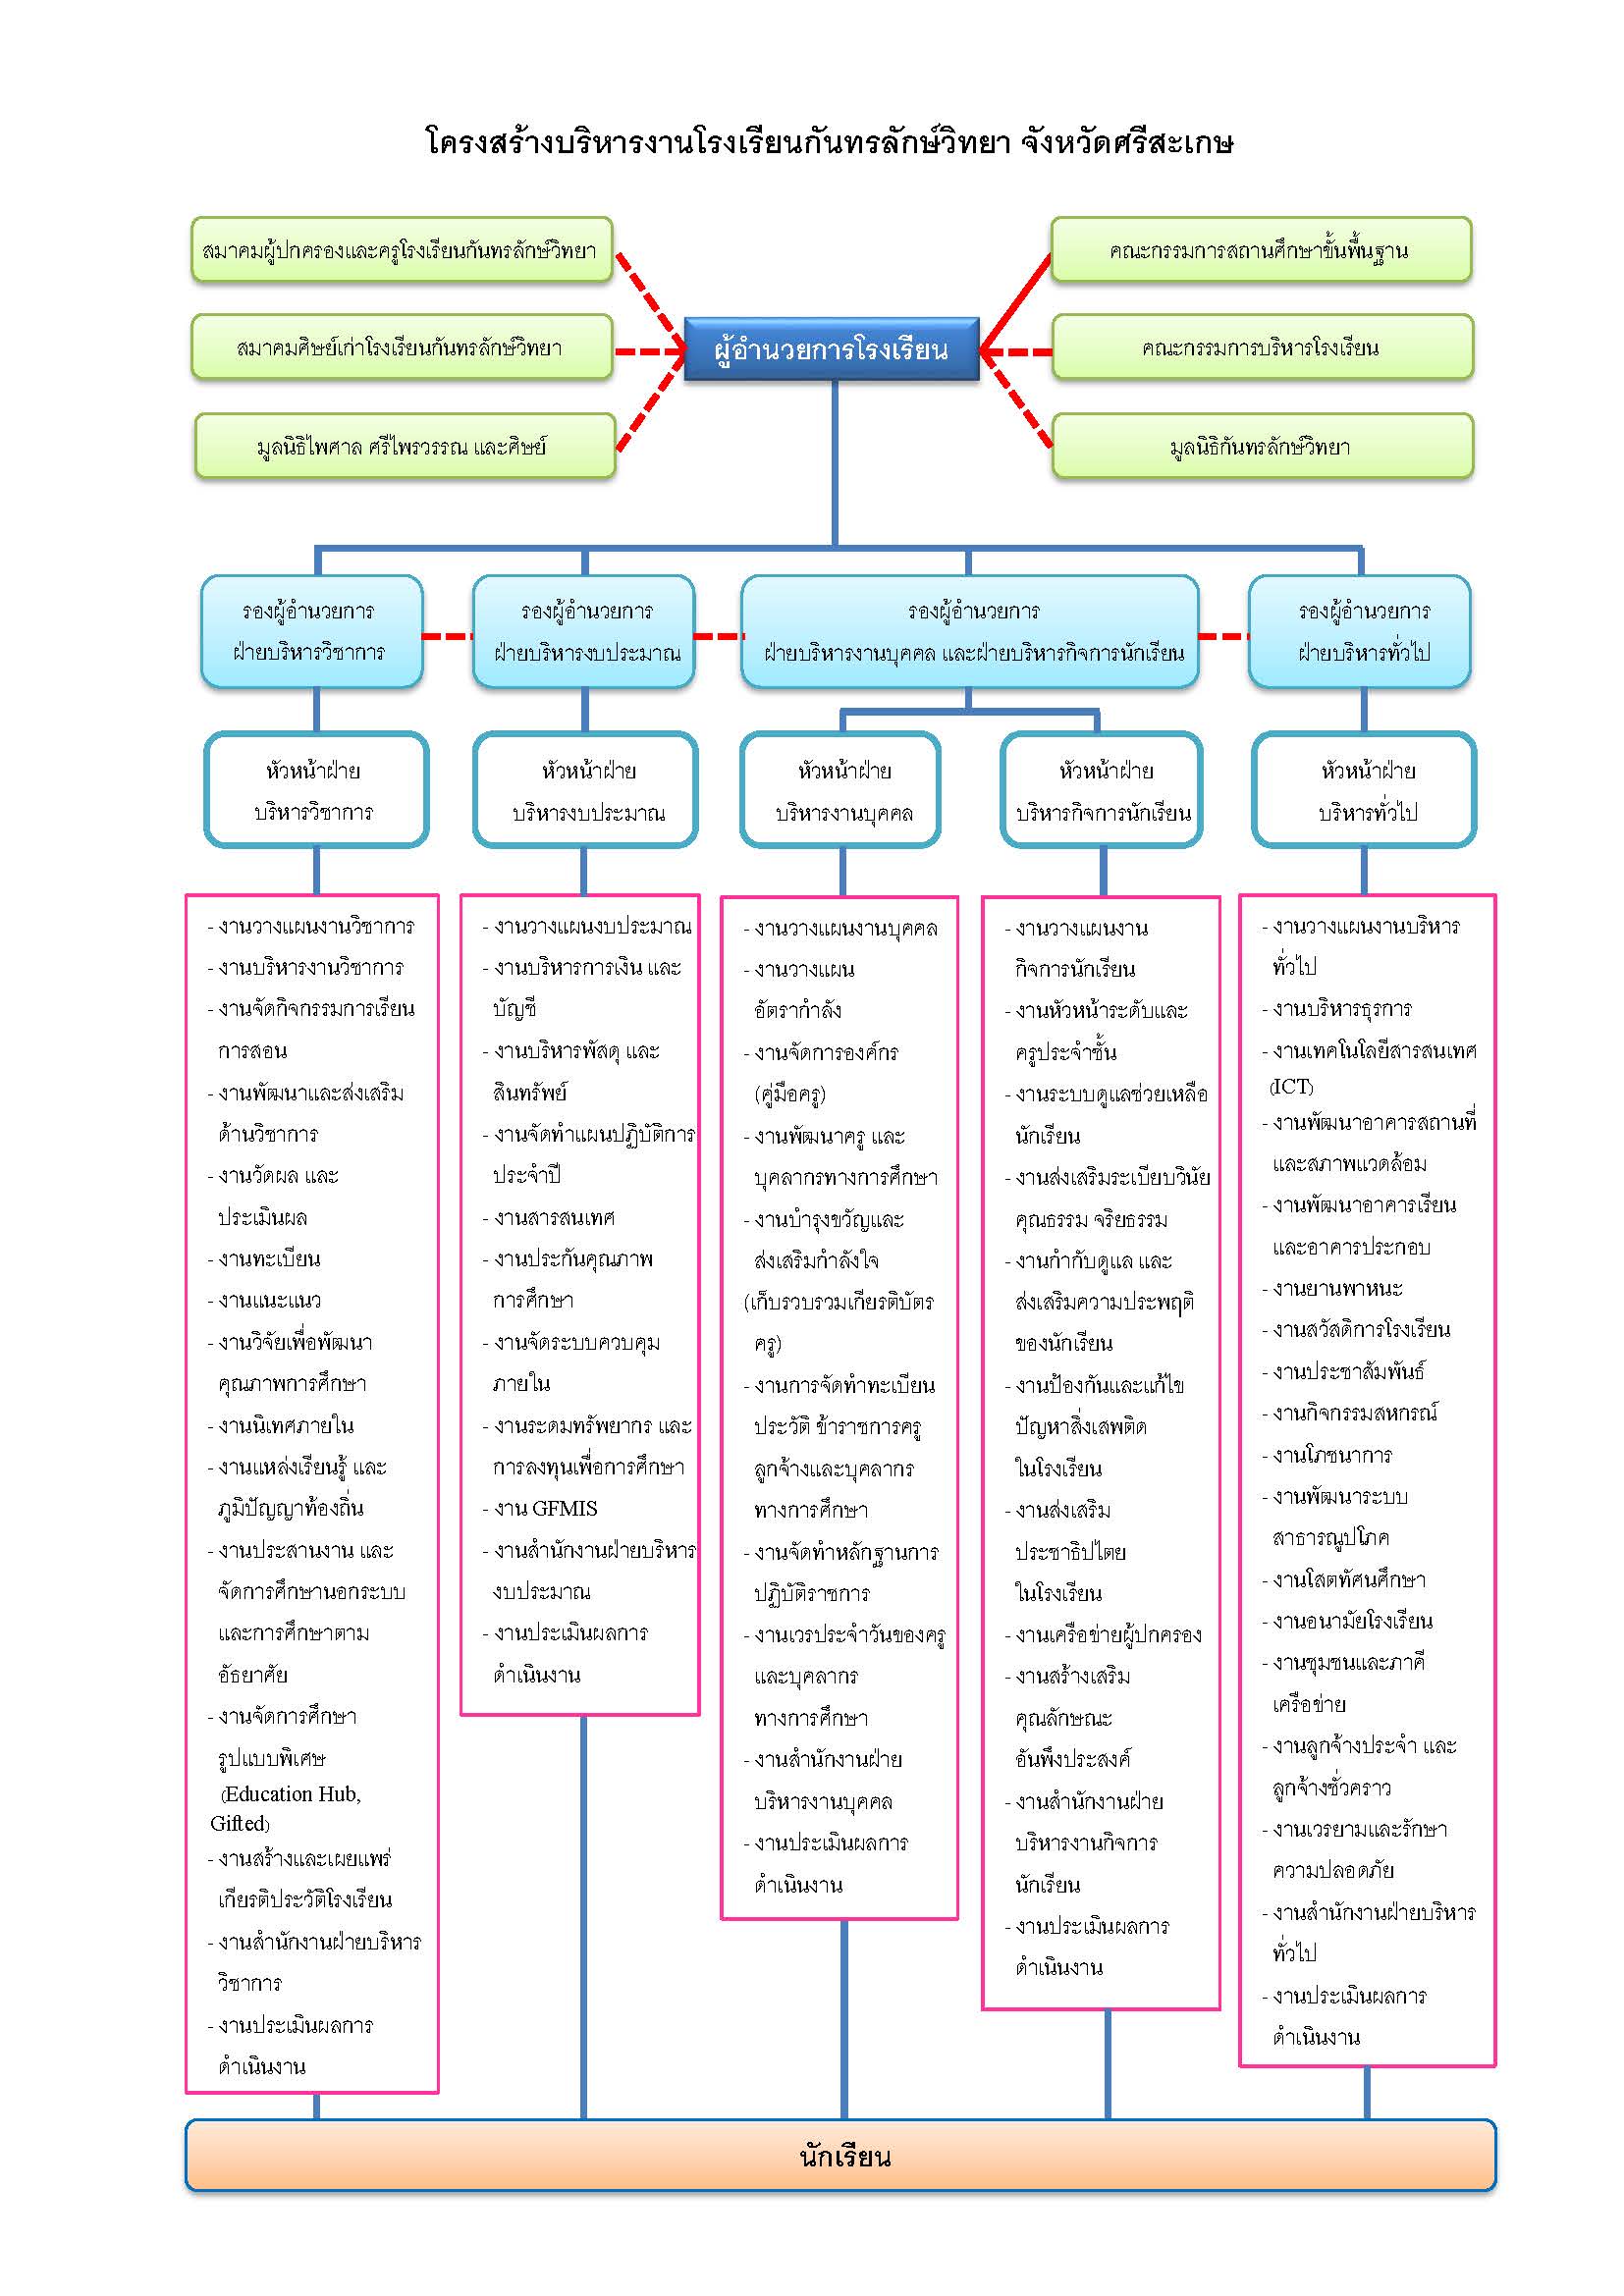 โครงสร้างบริหารงานโรงเรียนกันทรลักษ์วิทยา จังหวัดศรีสะเกษ
สมาคมผู้ปกครองและครูโรงเรียนกันทรลักษ์วิทยา
คณะกรรมการสถานศึกษาขั้นพื้นฐาน
สมาคมศิษย์เก่าโรงเรียนกันทรลักษ์วิทยา
ผู้อำนวยการโรงเรียน
คณะกรรมการบริหารโรงเรียน
มูลนิธิไพศาล ศรีไพรวรรณ และศิษย์
มูลนิธิกันทรลักษ์วิทยา
รองผู้อำนวยการ
ฝ่ายบริหารวิชาการ
รองผู้อำนวยการ
ฝ่ายบริหารงบประมาณ
รองผู้อำนวยการ
ฝ่ายบริหารงานบุคคล และฝ่ายบริหารกิจการนักเรียน
รองผู้อำนวยการ
ฝ่ายบริหารทั่วไป
หัวหน้าฝ่าย
บริหารวิชาการ
หัวหน้าฝ่าย
บริหารงบประมาณ
หัวหน้าฝ่าย
บริหารงานบุคคล
หัวหน้าฝ่าย
บริหารกิจการนักเรียน
หัวหน้าฝ่าย
บริหารทั่วไป
- งานวางแผนงานวิชาการ
- งานบริหารงานวิชาการ
- งานจัดกิจกรรมการเรียน
การสอน
- งานพัฒนาและส่งเสริม
ด้านวิชาการ
- งานวัดผล และ
ประเมินผล
- งานทะเบียน
- งานแนะแนว
- งานวิจัยเพื่อพัฒนา
คุณภาพการศึกษา
- งานนิเทศภายใน
- งานแหล่งเรียนรู้ และ
ภูมิปัญญาท้องถิ่น
- งานประสานงาน และ
จัดการศึกษานอกระบบ
และการศึกษาตาม
อัธยาศัย
- งานจัดการศึกษา
รูปแบบพิเศษ
(Education Hub,
Gifted)
- งานสร้างและเผยแพร่
เกียรติประวัติโรงเรียน
- งานสำนักงานฝ่ายบริหาร
วิชาการ
- งานประเมินผลการ
ดำเนินงาน
- งานวางแผนงบประมาณ
- งานบริหารการเงิน และ
บัญชี
- งานบริหารพัสดุ และ
สินทรัพย์
- งานจัดทำแผนปฏิบัติการ
ประจำปี
- งานสารสนเทศ
- งานประกันคุณภาพ
การศึกษา
- งานจัดระบบควบคุม
ภายใน
- งานระดมทรัพยากร และ
การลงทุนเพื่อการศึกษา
- งาน GFMIS
- งานสำนักงานฝ่ายบริหาร
งบประมาณ
- งานประเมินผลการ
ดำเนินงาน
- งานวางแผนงานบุคคล
- งานวางแผน
อัตรากำลัง
- งานจัดการองค์กร
(คู่มือครู)
- งานพัฒนาครู และ
บุคลากรทางการศึกษา
- งานบำรุงขวัญและ
ส่งเสริมกำลังใจ
(เก็บรวบรวมเกียรติบัตร
ครู)
- งานการจัดทำทะเบียน
ประวัติ ข้าราชการครู
ลูกจ้างและบุคลากร
ทางการศึกษา
- งานจัดทำหลักฐานการ
ปฏิบัติราชการ
- งานเวรประจำวันของครู
และบุคลากร
ทางการศึกษา
- งานสำนักงานฝ่าย
บริหารงานบุคคล
- งานประเมินผลการ
ดำเนินงาน
- งานวางแผนงาน
กิจการนักเรียน
- งานหัวหน้าระดับและ
ครูประจำชั้น
- งานระบบดูแลช่วยเหลือ
นักเรียน
- งานส่งเสริมระเบียบวินัย
คุณธรรม จริยธรรม
- งานกำกับดูแล และ
ส่งเสริมความประพฤติ
ของนักเรียน
- งานป้องกันและแก้ไข
ปัญหาสิ่งเสพติด
ในโรงเรียน
- งานส่งเสริม
ประชาธิปไตย
ในโรงเรียน
- งานเครือข่ายผู้ปกครอง
- งานสร้างเสริม
คุณลักษณะ
อันพึงประสงค์
- งานสำนักงานฝ่าย
บริหารงานกิจการ
นักเรียน
- งานประเมินผลการ
ดำเนินงาน
- งานวางแผนงานบริหาร
ทั่วไป
- งานบริหารธุรการ
- งานเทคโนโลยีสารสนเทศ
(ICT)
- งานพัฒนาอาคารสถานที่
และสภาพแวดล้อม
- งานพัฒนาอาคารเรียน
และอาคารประกอบ
- งานยานพาหนะ
- งานสวัสดิการโรงเรียน
- งานประชาสัมพันธ์
- งานกิจกรรมสหกรณ์
- งานโภชนาการ
- งานพัฒนาระบบ
สาธารณูปโภค
- งานโสตทัศนศึกษา
- งานอนามัยโรงเรียน
- งานชุมชนและภาคี
เครือข่าย
- งานลูกจ้างประจำ และ
ลูกจ้างชั่วคราว
- งานเวรยามและรักษา
ความปลอดภัย
- งานสำนักงานฝ่ายบริหาร
ทั่วไป
- งานประเมินผลการ
ดำเนินงาน
นักเรียน